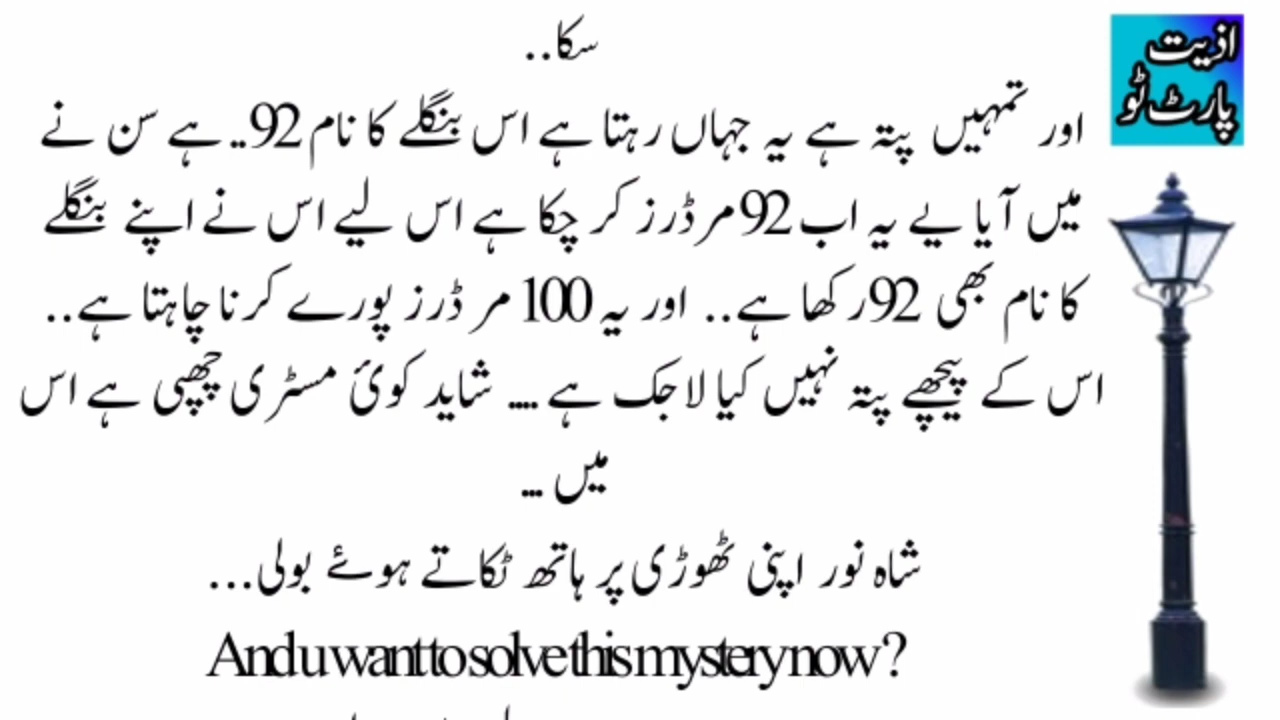 سکا..
اور تمہیں پتہ ہے یہ جہاں رہتا ہے اس بنگلے کا نام 92.. ہے سن نے
میں آیا یے یہ اب 92 مرڈرز کر چکا ہے اس لیے اس نے اپنے بنگلے
کا نام بھی 92 رکھا ہے.. اور یہ 100 مرڈرز پورے کرنا چاہتا ہے..
اس کے پیچھے پتہ نہیں کیا لاجک ہے .... شاید کوئ مسٹری چھپی ہے اس
میں ...
شاہ نور اپنی ٹھوڑی پر ہاتھ ٹکاتے ہوئے بولی...
And u want to solve this mystery now ?
اذیت
پارٹ ٹو